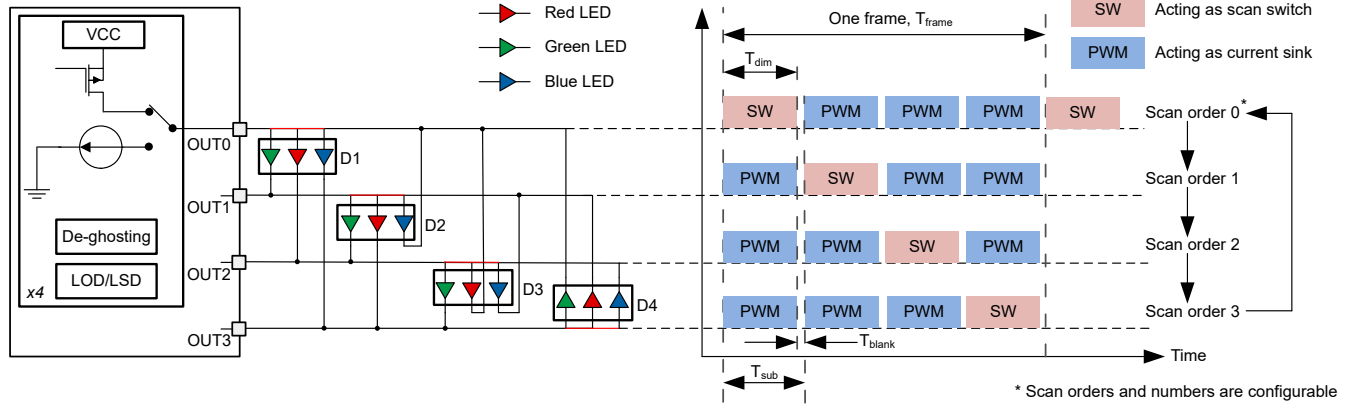 VCC
De-ghosting
LOD/LSD
x4
OUT0
OUT1
OUT2
OUT3
Red LED
Green LED
Blue LED
D1
D2
D3
D4
One frame, Tframe
Tdim
SW Acting as scan switch
PWM Acting as current sink
SW PWM PWM PWM SW Scan order 0*
PWM SW PWM PWM Scan order 1
PWM PWM SW PWM Scan order 2
PWM PWM PWM SW Scan order 3
Tblank
Time
Tsub
* Scan orders and numbers are configurable